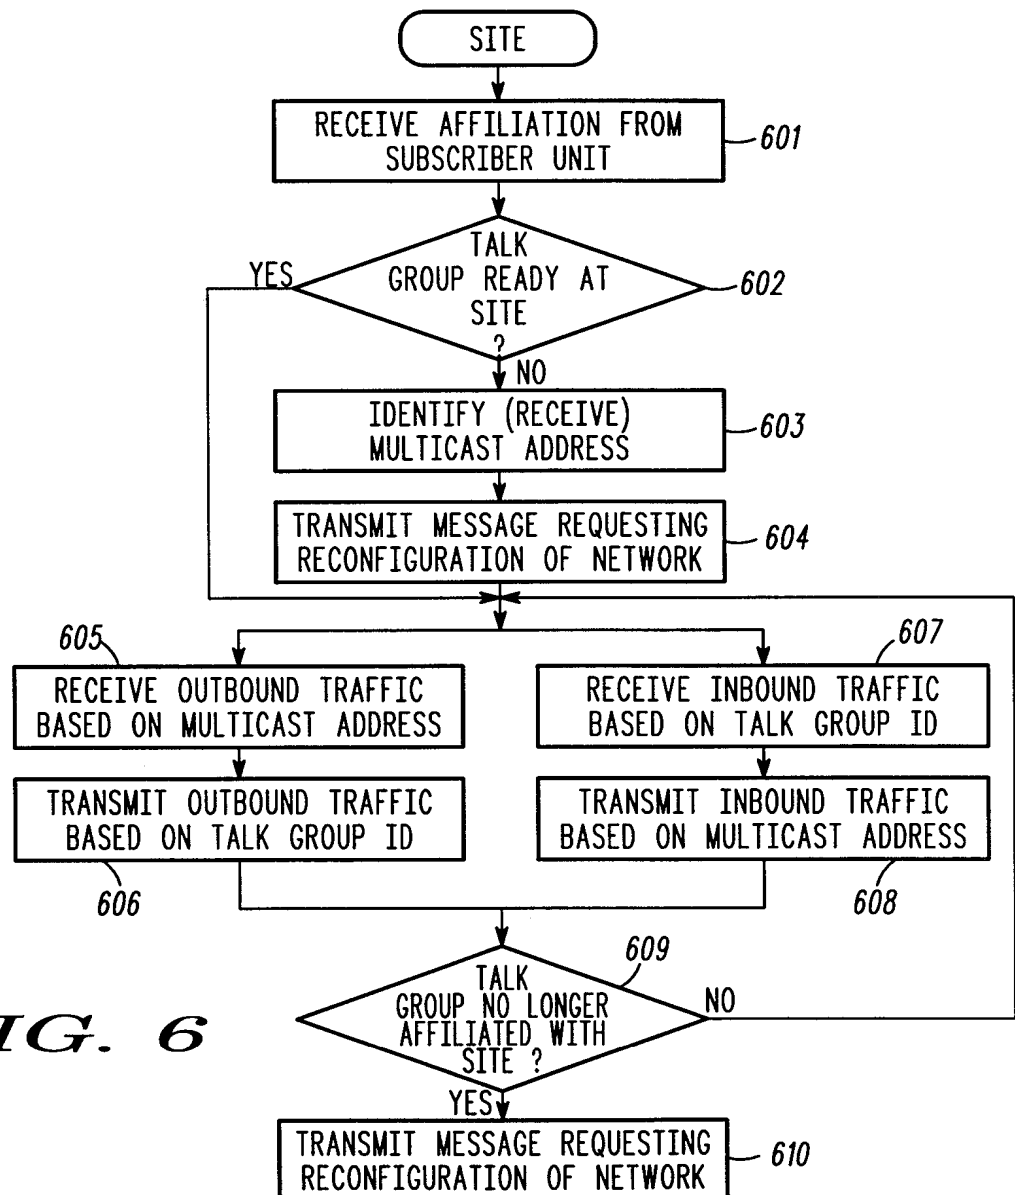 SITE
RECEIVE AFFILIATION FROM
SUBSCRIBER UNIT
601
TALK
GROUP READY AT
SITE
?
602
YES
NO
IDENTIFY (RECEIVE)
MULTICAST ADDRESS
603
TRANSMIT MESSAGE REQUESTING
RECONFIGURATION OF NETWORK
604
605
RECEIVE OUTBOUND TRAFFIC
BASED ON MULTICAST ADDRESS
607
RECEIVE INBOUND TRAFFIC
BASED ON TALK GROUP ID
TRANSMIT OUTBOUND TRAFFIC
BASED ON TALK GROUP ID
606
TRANSMIT INBOUND TRAFFIC
BASED ON MULTICAST ADDRESS
608
609
TALK
GROUP NO LONGER
AFFILIATED WITH
SITE ?
NO
YES
IG. 6
TRANSMIT MESSAGE REQUESTING
RECONFIGURATION OF NETWORK
610